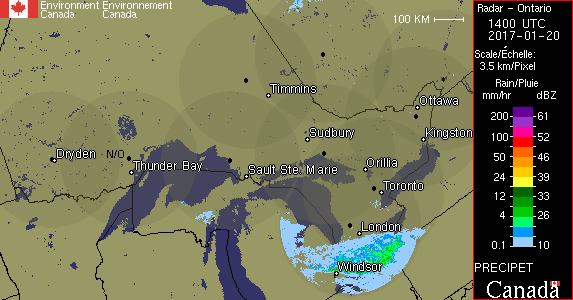 Environment Environnement
Canada Canada
100 KM
Timmins
Ottawa
Sudbury
Kingston
Dryden
N/O
Thunder Bay
Sault Ste. Marie
Orillia
Toronto
London
Windsor
Radar - Ontario
1400 UTC
2017-01-20
Scale/Échelle:
3.5 km/Pixel
Rain/Pluie
mm/hr dBZ
200 61
100 52
50 46
24 39
12 33
4 26
0.1 10
PRECIPET
Canada